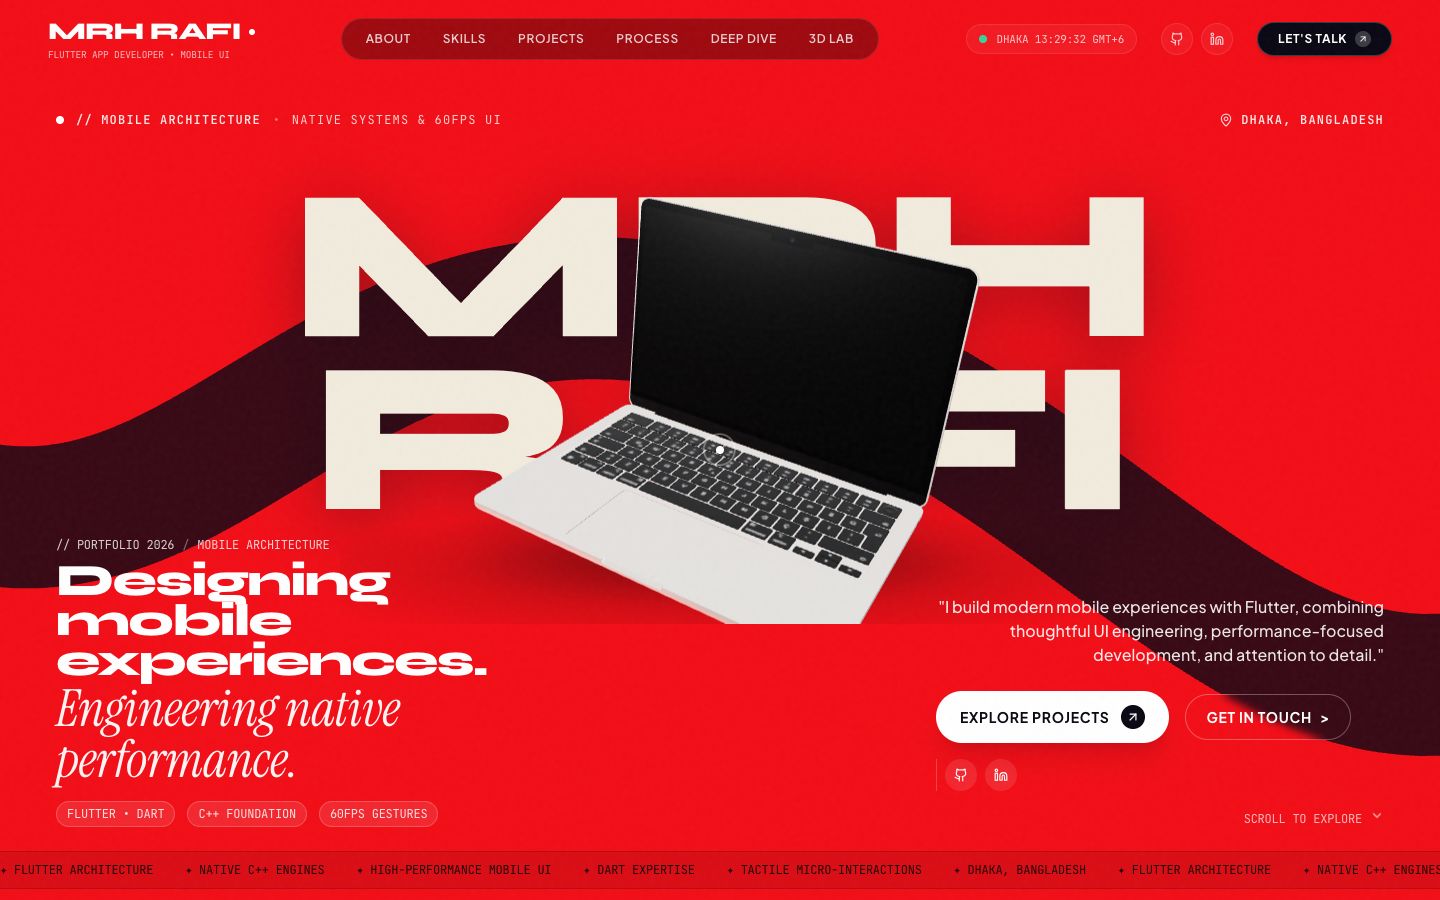 MRH RAFI
FLUTTER APP DEVELOPER • MOBILE UI
ABOUT SKILLS PROJECTS PROCESS DEEP DIVE 3D LAB
DHAKA 13:29:32 GMT+6
LET'S TALK
// MOBILE ARCHITECTURE · NATIVE SYSTEMS & 60FPS UI
DHAKA, BANGLADESH
MRH
RAFI
// PORTFOLIO 2026 / MOBILE ARCHITECTURE
Designing
mobile
experiences.
Engineering native
performance.
FLUTTER • DART C++ FOUNDATION 60FPS GESTURES
"I build modern mobile experiences with Flutter, combining
thoughtful UI engineering, performance-focused
development, and attention to detail."
EXPLORE PROJECTS
GET IN TOUCH >
SCROLL TO EXPLORE
✦ FLUTTER ARCHITECTURE ✦ NATIVE C++ ENGINES ✦ HIGH-PERFORMANCE MOBILE UI ✦ DART EXPERTISE ✦ TACTILE MICRO-INTERACTIONS ✦ DHAKA, BANGLADESH ✦ FLUTTER ARCHITECTURE ✦ NATIVE C++ ENGINES